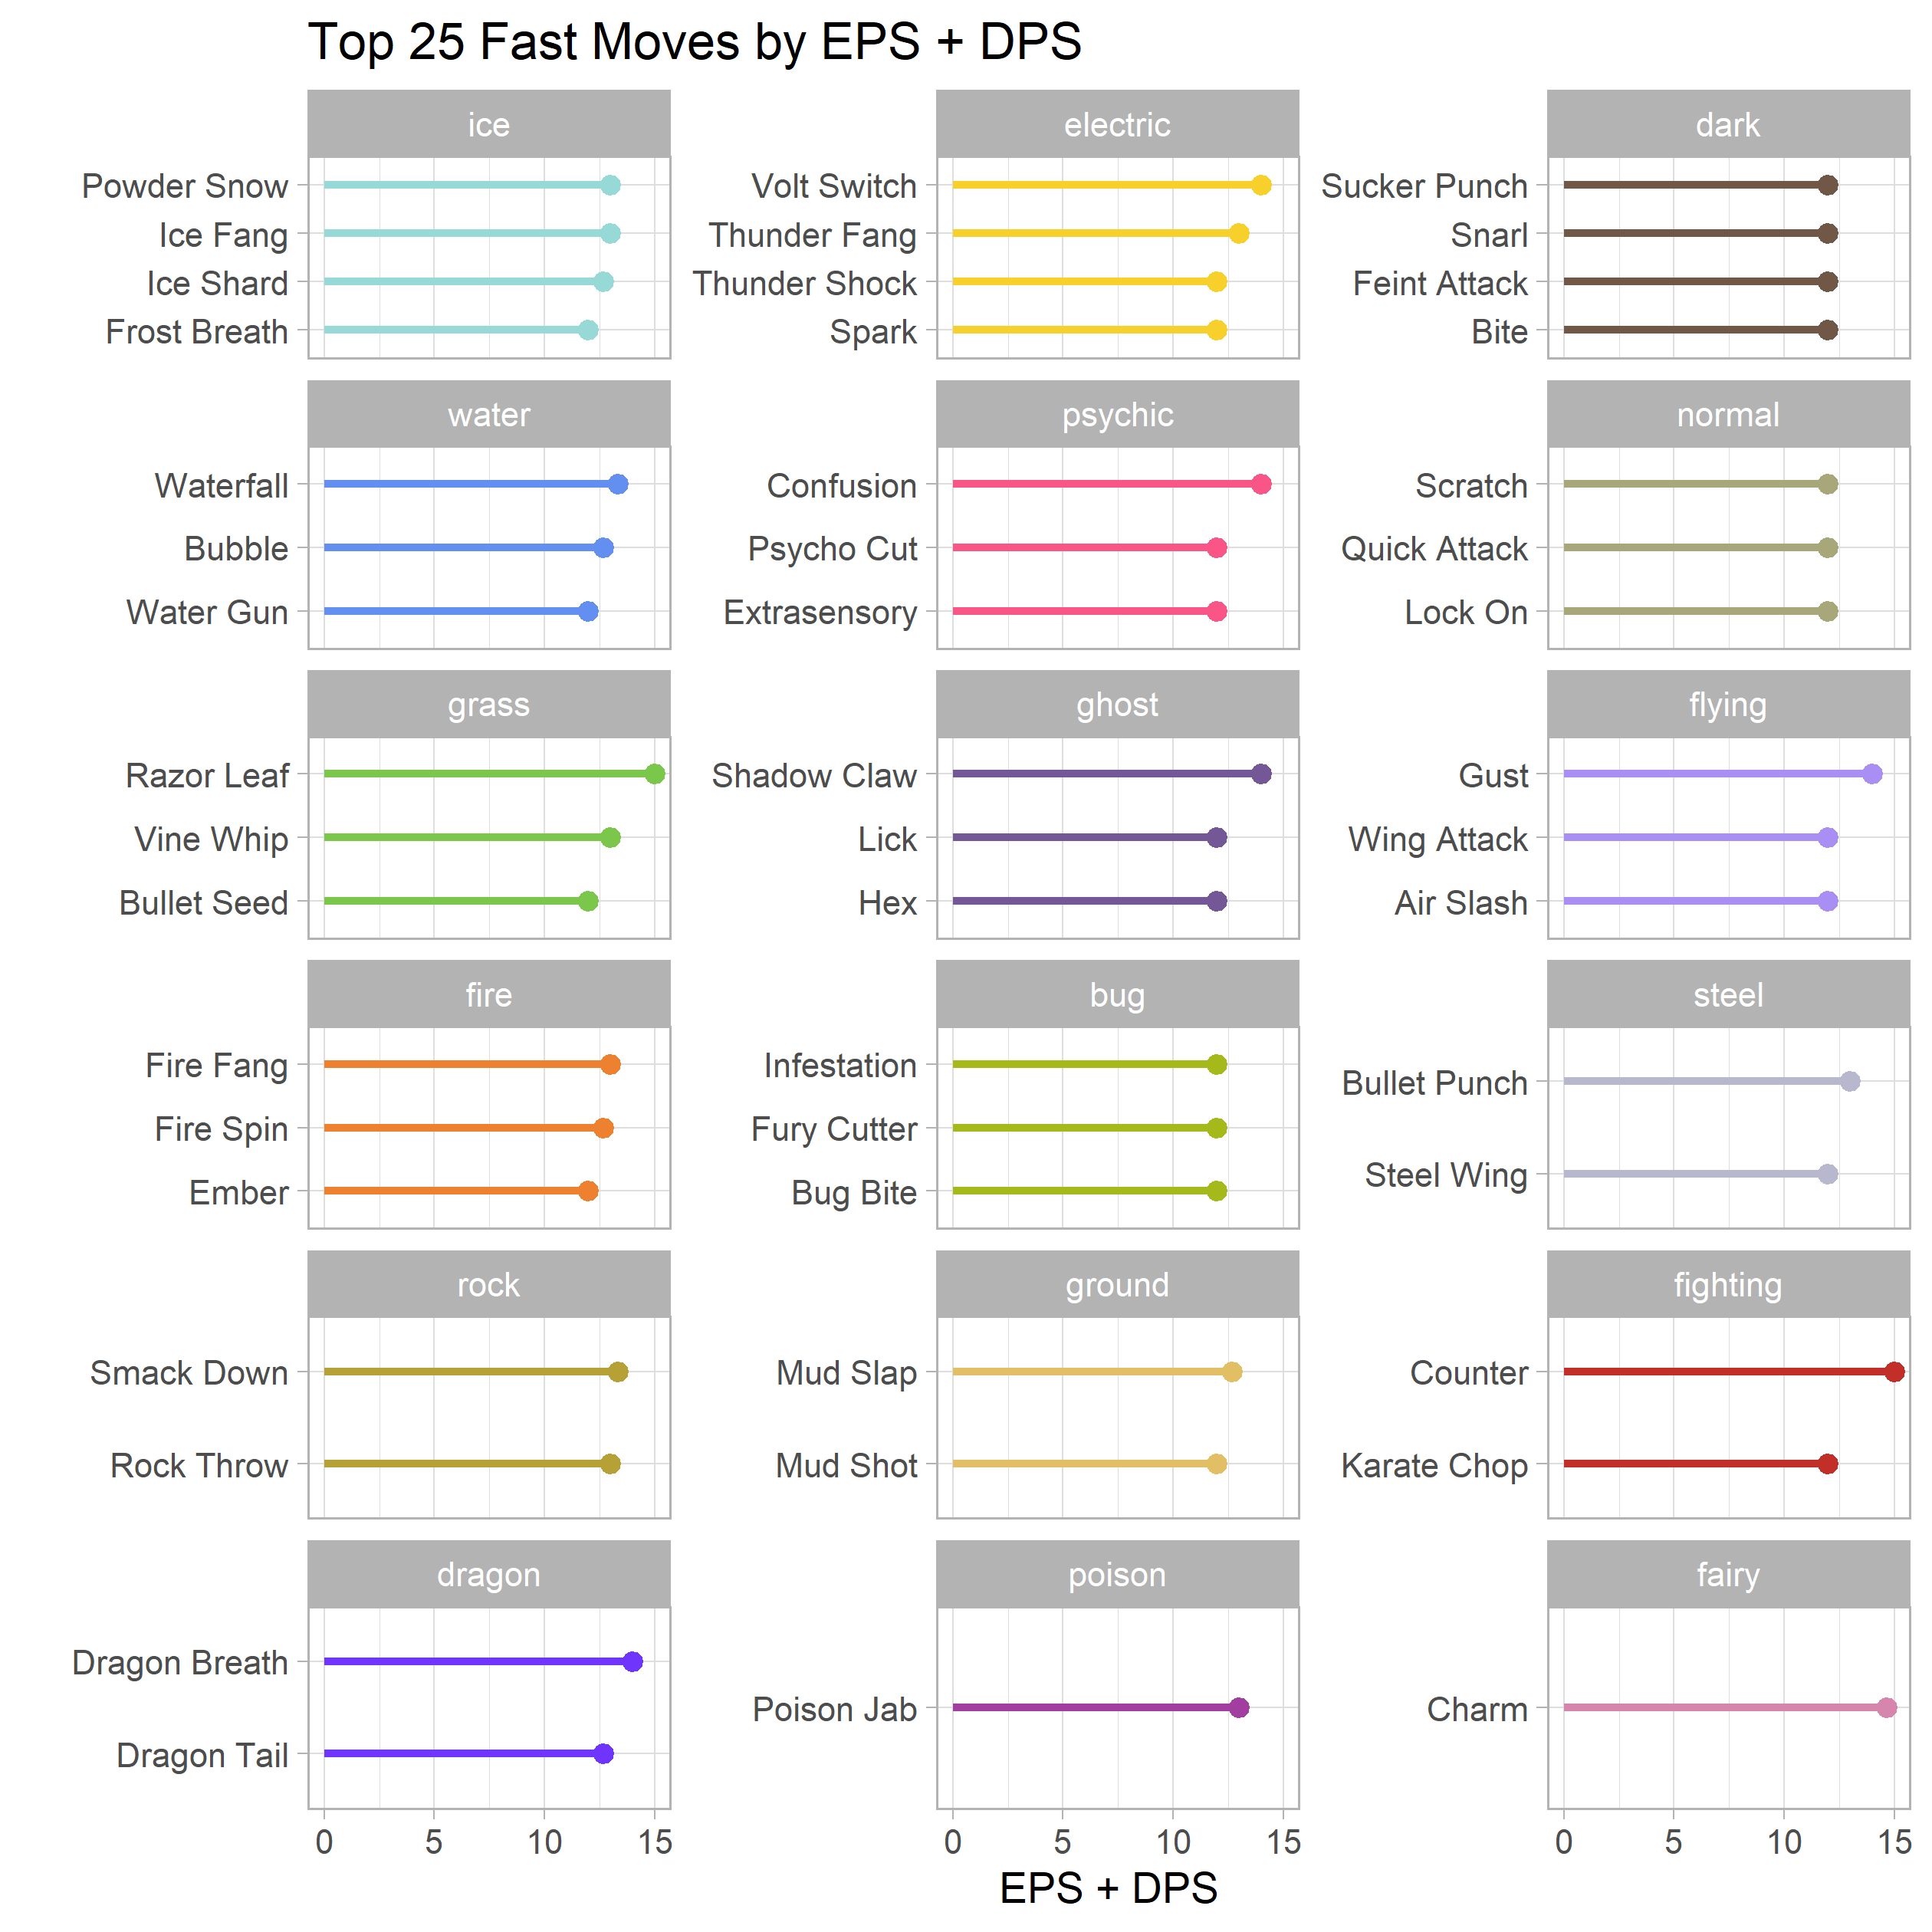 Top 25 Fast Moves by EPS + DPS
ice
Powder Snow
Ice Fang
Ice Shard
Frost Breath
electric
Volt Switch
Thunder Fang
Thunder Shock
Spark
dark
Sucker Punch
Snarl
Feint Attack
Bite
water
Waterfall
Bubble
Water Gun
psychic
Confusion
Psycho Cut
Extrasensory
normal
Scratch
Quick Attack
Lock On
grass
Razor Leaf
Vine Whip
Bullet Seed
ghost
Shadow Claw
Lick
Hex
flying
Gust
Wing Attack
Air Slash
fire
Fire Fang
Fire Spin
Ember
bug
Infestation
Fury Cutter
Bug Bite
steel
Bullet Punch
Steel Wing
rock
Smack Down
Rock Throw
ground
Mud Slap
Mud Shot
fighting
Counter
Karate Chop
dragon
Dragon Breath
Dragon Tail
poison
Poison Jab
fairy
Charm
0 5 10 15
0 5 10 15
0 5 10 15
EPS + DPS